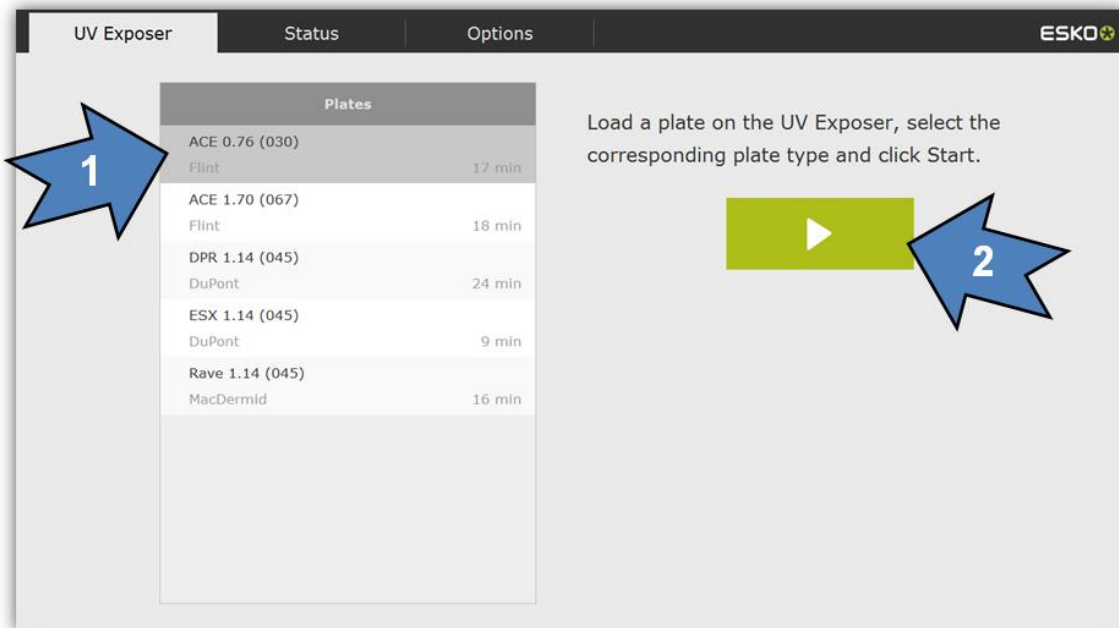 UV Exposer
Status
Options
ESKO
Plates
ACE 0.76 (030)
Flint 17 min
ACE 1.70 (067)
Flint 18 min
DPR 1.14 (045)
DuPont 24 min
ESX 1.14 (045)
DuPont 9 min
Rave 1.14 (045)
MacDermid 16 min
1
Load a plate on the UV Exposer, select the
corresponding plate type and click Start.
2